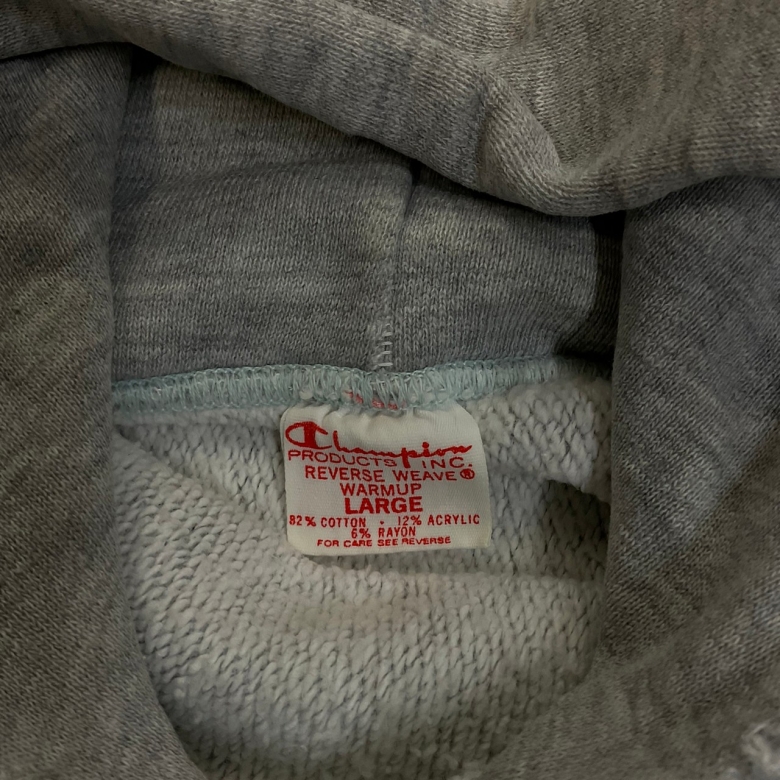 Champion
PRODUCTS INC.
REVERSE WEAVE®
WARMUP
LARGE
82% COTTON • 12% ACRYLIC
6% RAYON
FOR CARE SEE REVERSE